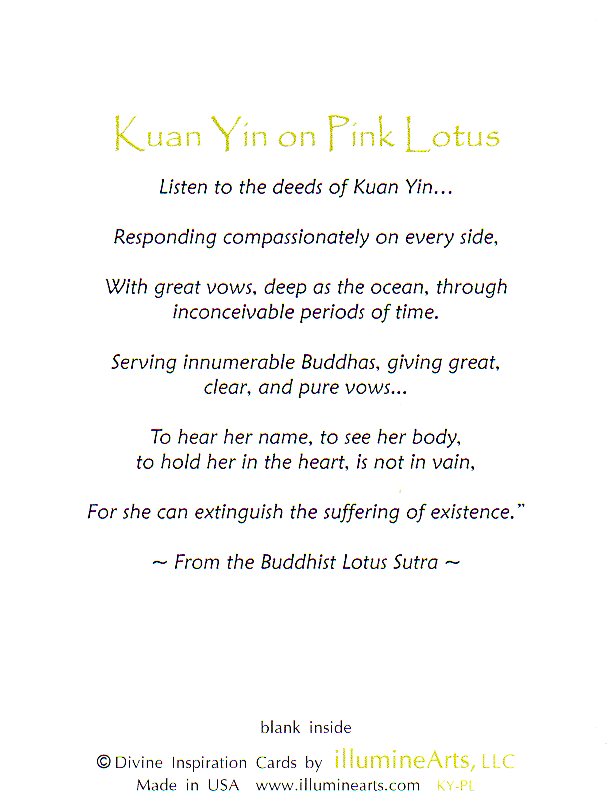 Kuan Yin on Pink Lotus
Listen to the deeds of Kuan Yin...
Responding compassionately on every side,
With great vows, deep as the ocean, through
inconceivable periods of time.
Serving innumerable Buddhas, giving great,
clear, and pure vows...
To hear her name, to see her body,
to hold her in the heart, is not in vain,
For she can extinguish the suffering of existence.”
~ From the Buddhist Lotus Sutra ~
blank inside
© Divine Inspiration Cards by illumineArts, LLC
Made in USA www.illuminearts.com KY-PL